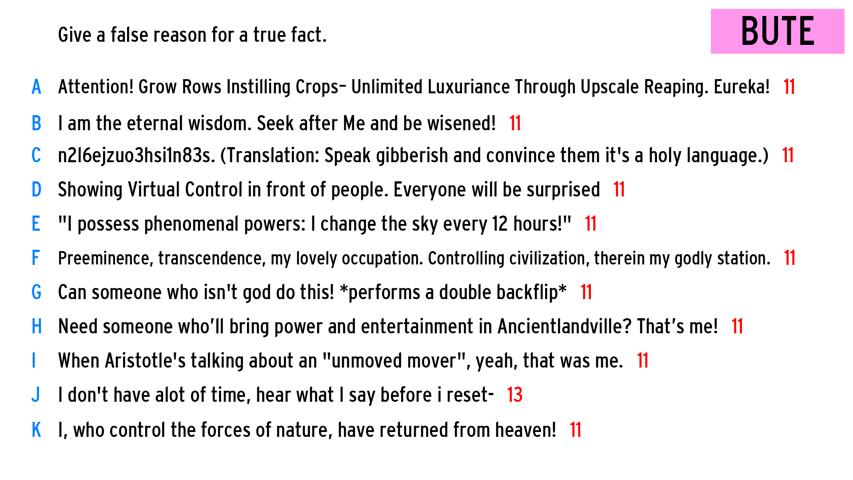 Give a false reason for a true fact.
BUTE
A Attention! Grow Rows Instilling Crops– Unlimited Luxuriance Through Upscale Reaping. Eureka! 11
B I am the eternal wisdom. Seek after Me and be wisened! 11
C n2l6ejzuo3hsi1n83s. (Translation: Speak gibberish and convince them it's a holy language.) 11
D Showing Virtual Control in front of people. Everyone will be surprised 11
E "I possess phenomenal powers: I change the sky every 12 hours!" 11
F Preeminence, transcendence, my lovely occupation. Controlling civilization, therein my godly station. 11
G Can someone who isn't god do this! *performs a double backflip* 11
H Need someone who’ll bring power and entertainment in Ancientlandville? That’s me! 11
I When Aristotle's talking about an "unmoved mover", yeah, that was me. 11
J I don't have alot of time, hear what I say before i reset- 13
K I, who control the forces of nature, have returned from heaven! 11